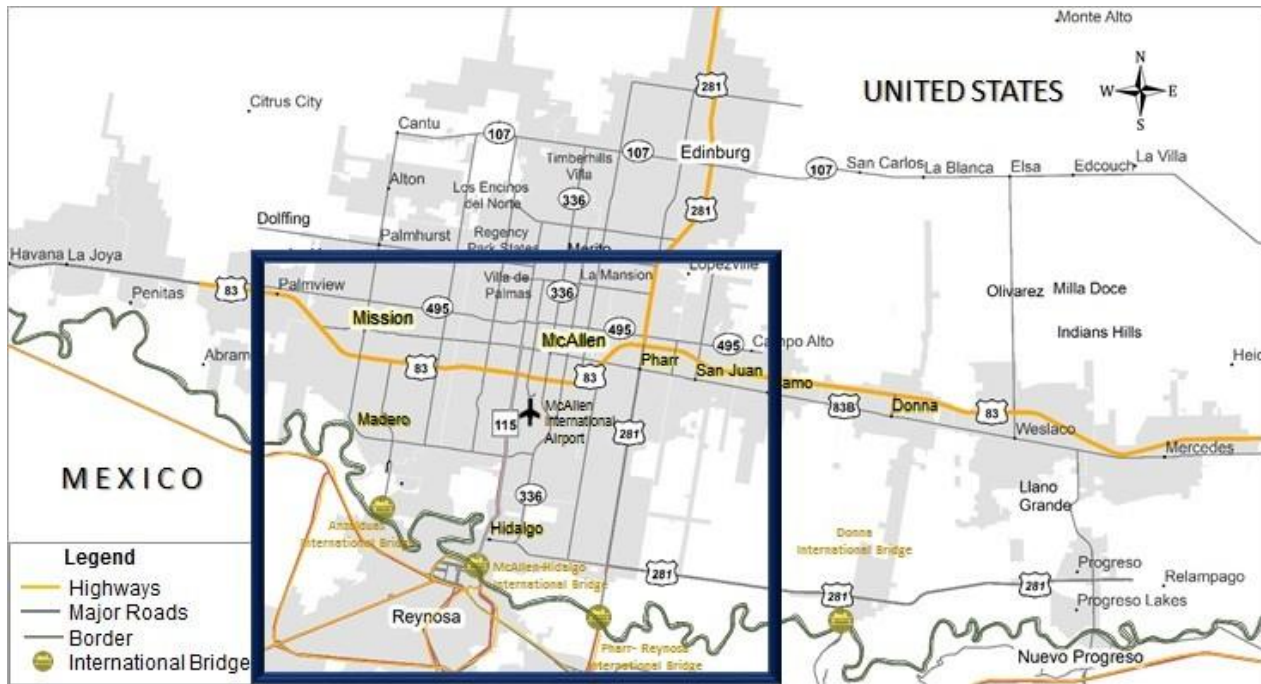 Monte Alto
UNITED STATES
N
W E
S
281
Citrus City
Cantu
107
Timberhills
Villa
107
Edinburg
107
San Carlos
La Blanca
Elsa
Edcouch
La Villa
Alton
Los Encinos
del Norte
336
281
Dolffing
Palmhurst
Regency
Park States
Merito
Havana
La Joya
Penitas
83
Palmview
Villa de
Palmas
La Mansion
Lopezville
336
495
Mission
McAllen
495
495
Campo Alto
Olivarez
Milla Doce
Indians Hills
Abram
83
83
Pharr
San Juan
83B
Donna
83
Weslaco
Mercedes
Madero
115
McAllen
International
Airport
281
MEXICO
336
Llano
Grande
Hidalgo
International Bridge
McAllen-Hidalgo
International Bridge
Donna
International Bridge
281
281
281
Progreso
Relampago
Progreso Lakes
Reynosa
Pharr- Reynosa
International Bridge
Nuevo Progreso
Legend
Highways
Major Roads
Border
International Bridge